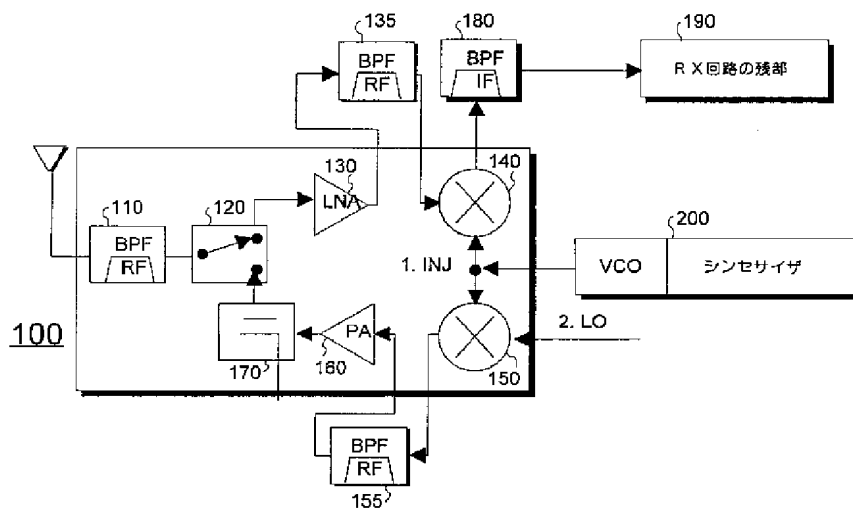 135
BPF
RF
180
BPF
IF
190
RX回路の残部
110
BPF
RF
120
130
LNA
140
1. INJ
200
VCO
シンセサイザ
2. LO
150
PA
160
170
100
BPF
RF
155